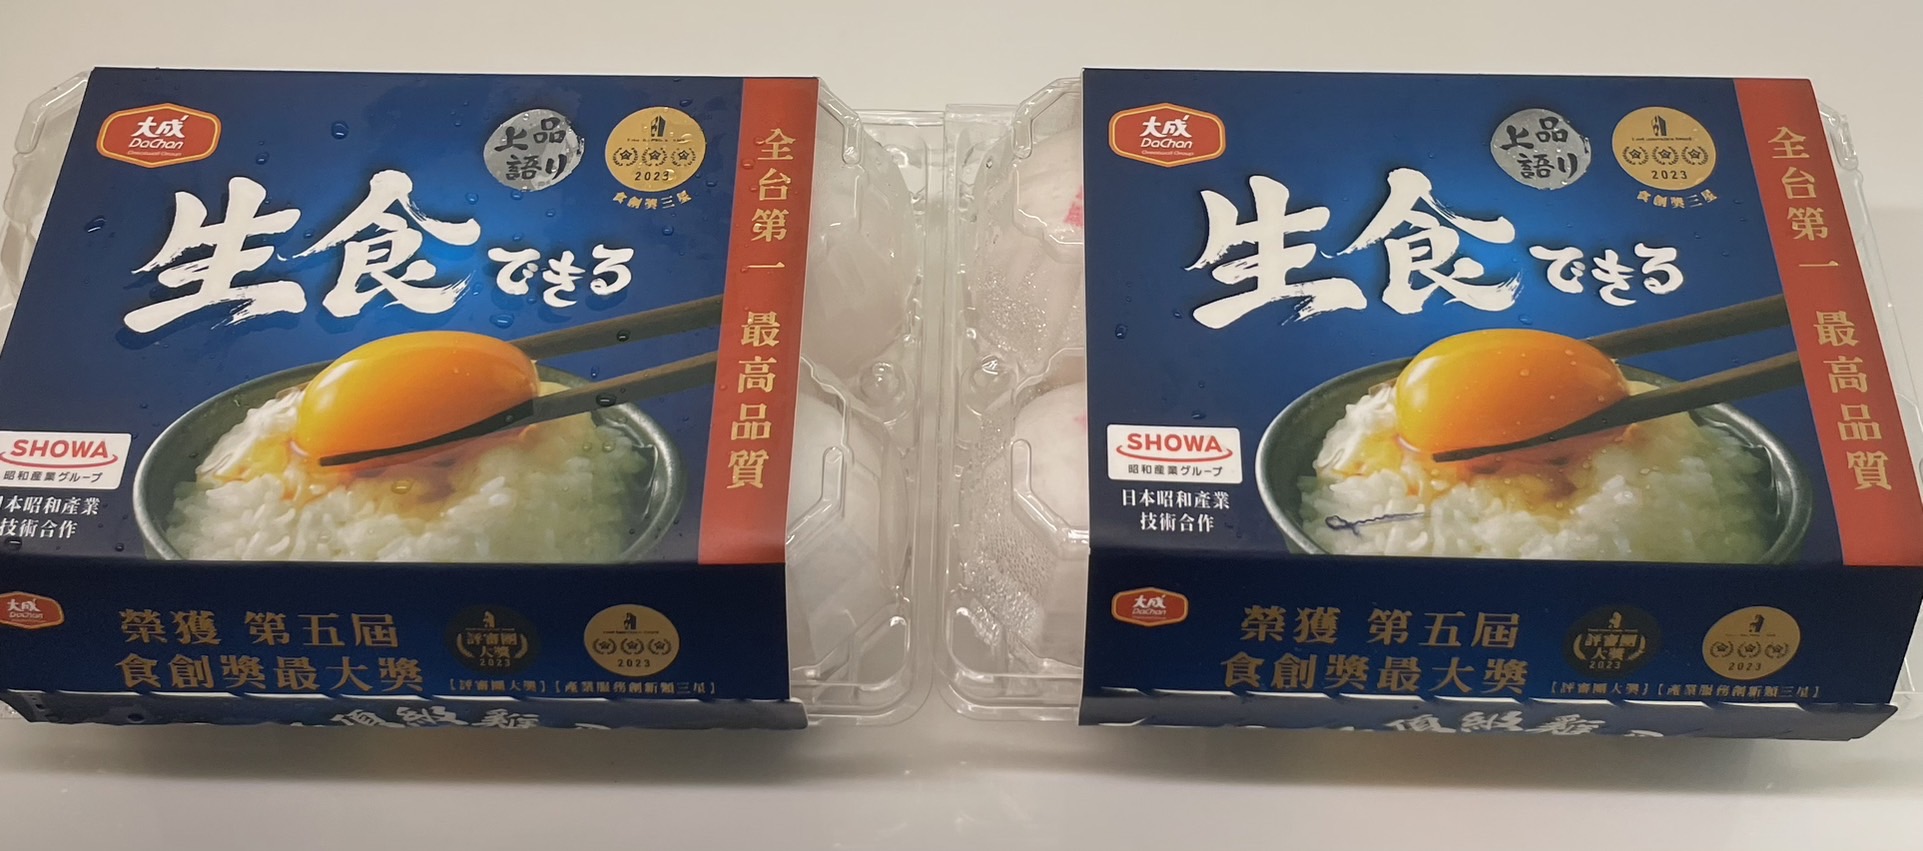 大成
DaChan
上品
語り
2023
食創獎三星
生食できる
全台第一 最高品質
SHOWA
昭和産業グループ
日本昭和產業
技術合作
大成
DaChan
榮獲 第五屆
食創獎最大獎
評審團
大獎
2023
2023
【評審團大獎】【產業服務創新類三星】
大成
DaChan
上品
語り
2023
食創獎三星
生食できる
全台第一 最高品質
SHOWA
昭和産業グループ
日本昭和產業
技術合作
大成
DaChan
榮獲 第五屆
食創獎最大獎
評審團
大獎
2023
2023
【評審團大獎】【產業服務創新類三星】